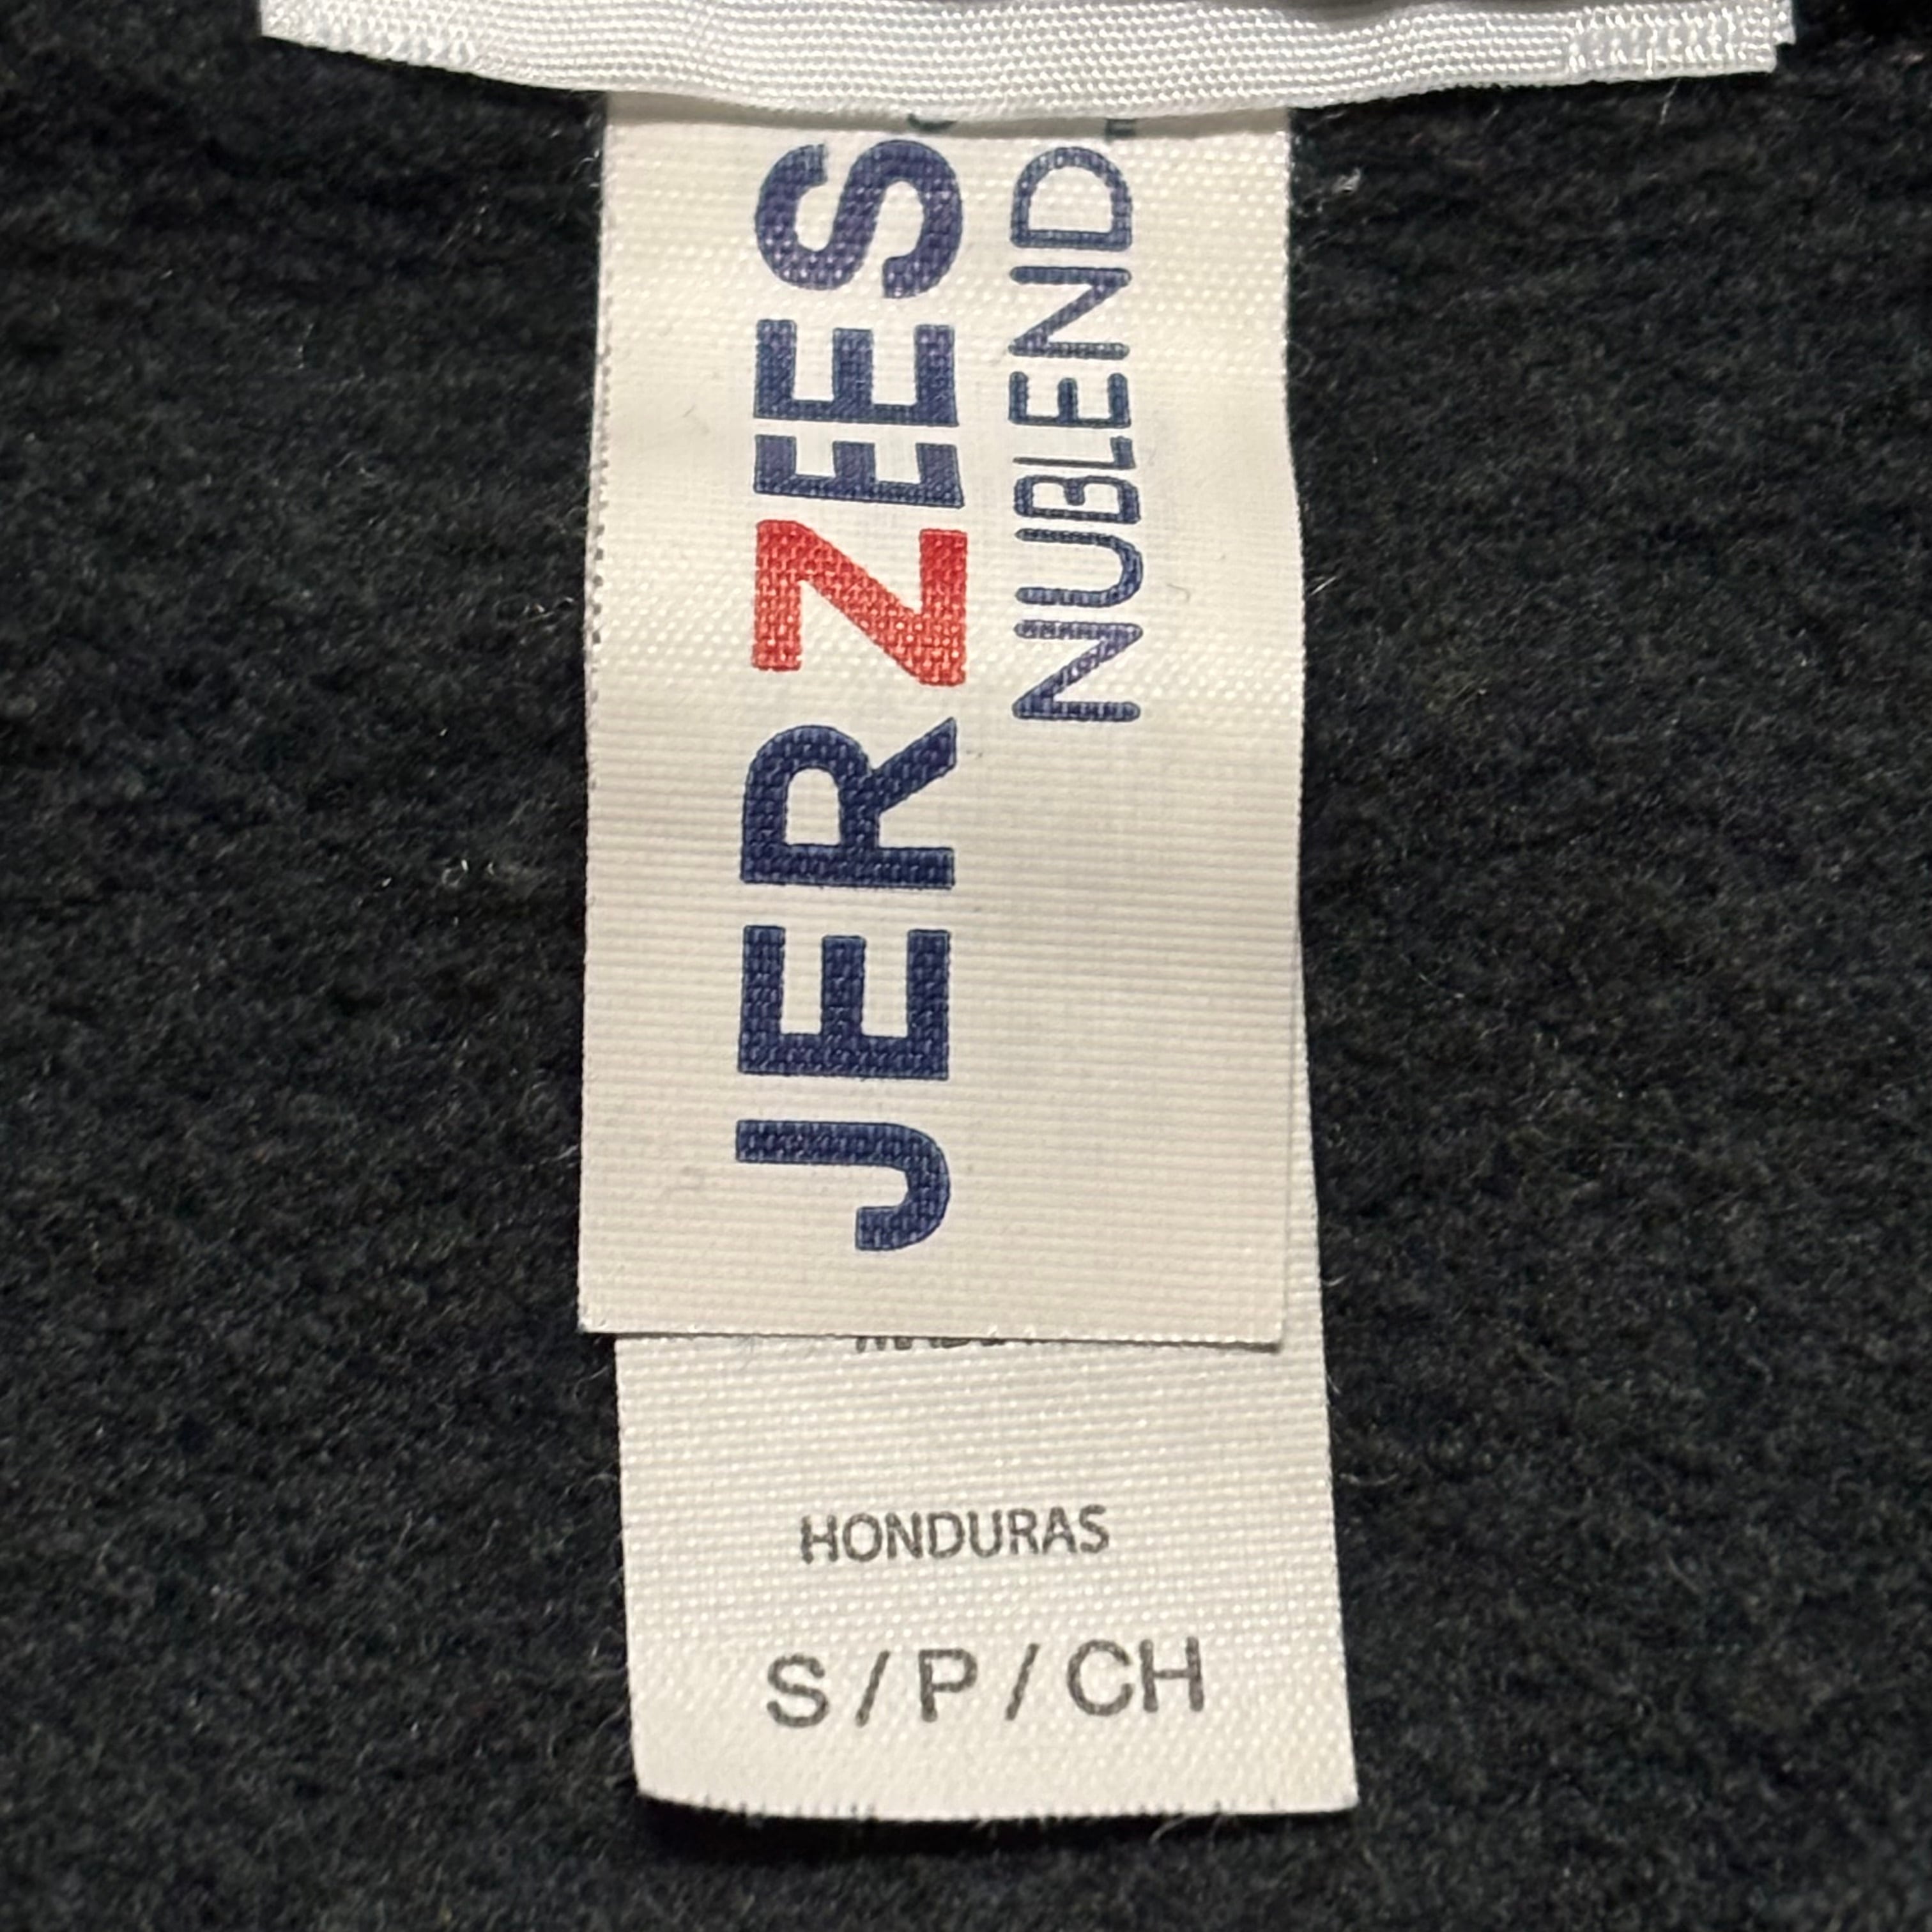 JERZEES
NUBLEND
HONDURAS
S / P / CH